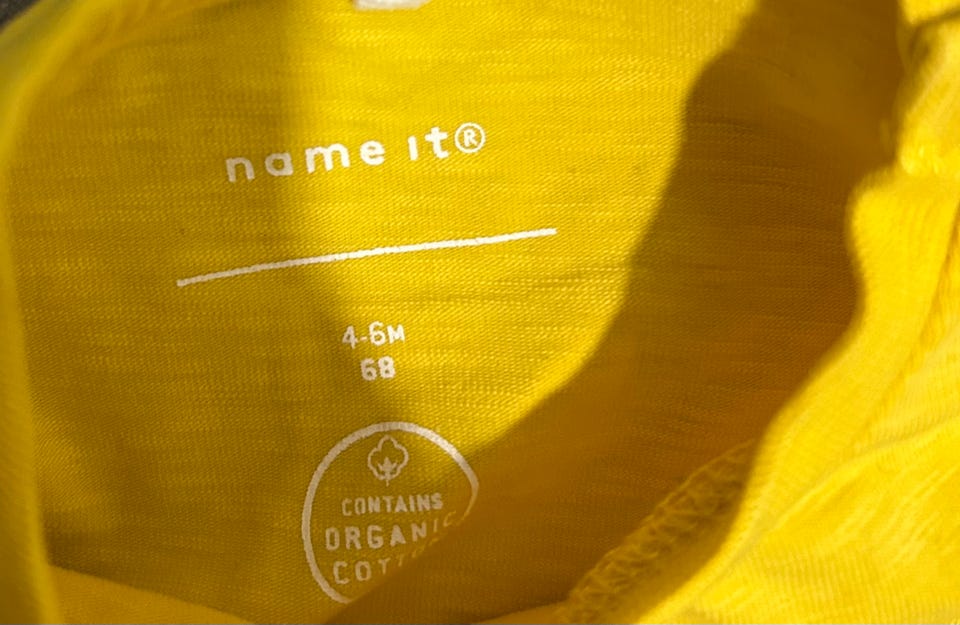 name it®
4-6M
68
CONTAINS
ORGANIC